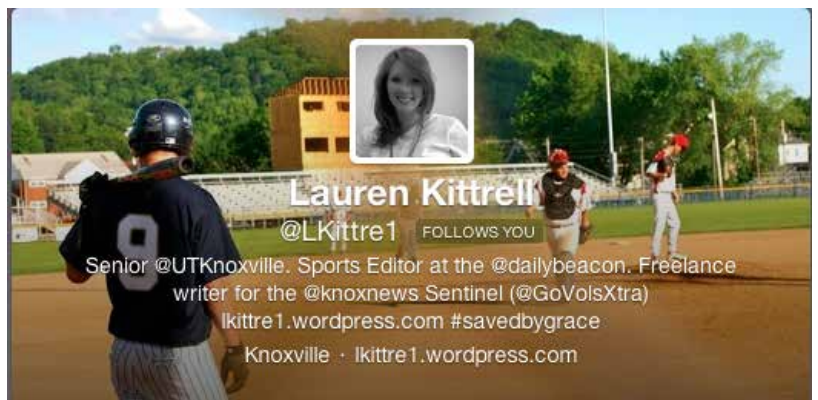 Lauren Kittrell
@LKittre1 FOLLOWS YOU
Senior @UTKnoxville. Sports Editor at the @dailybeacon. Freelance
writer for the @knoxnews Sentinel (@GoVolsXtra)
lkittre1.wordpress.com #savedbygrace
Knoxville · lkittre1.wordpress.com
9